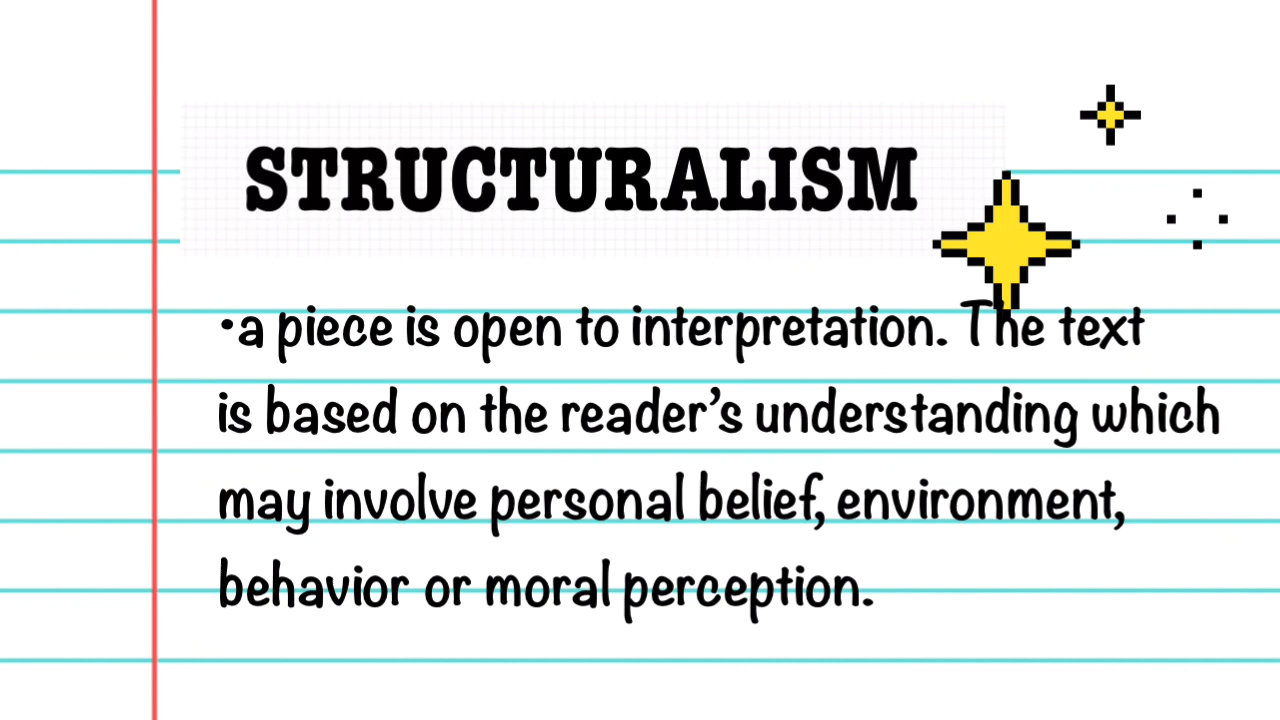 STRUCTURALISM
•a piece is open to interpretation. The text
is based on the reader’s understanding which
may involve personal belief, environment,
behavior or moral perception.